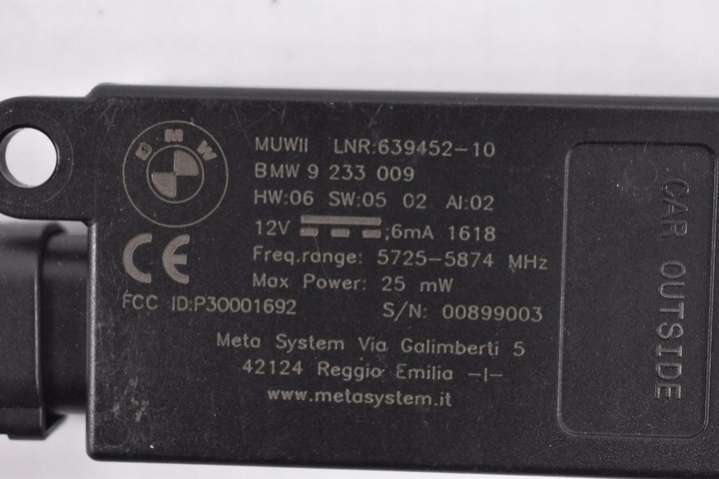 BMW
MUWII LNR:639452-10
BMW 9 233 009
HW:06 SW:05 02 AI:02
12V ;6mA 1618
CE
Freq.range: 5725-5874 MHz
Max Power: 25 mW
FCC ID:P30001692 S/N: 00899003
Meta System Via Galimberti 5
42124 Reggio Emilia -I-
www.metasystem.it
CAR OUTSIDE